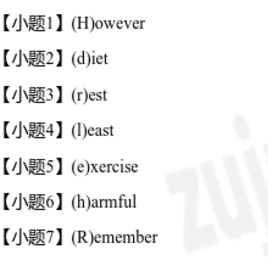 【小题1】(H)owever
【小题2】(d)iet
【小题3】(r)est
【小题4】(l)east
【小题5】(e)xercise
【小题6】(h)armful
【小题7】(R)emember
zuij